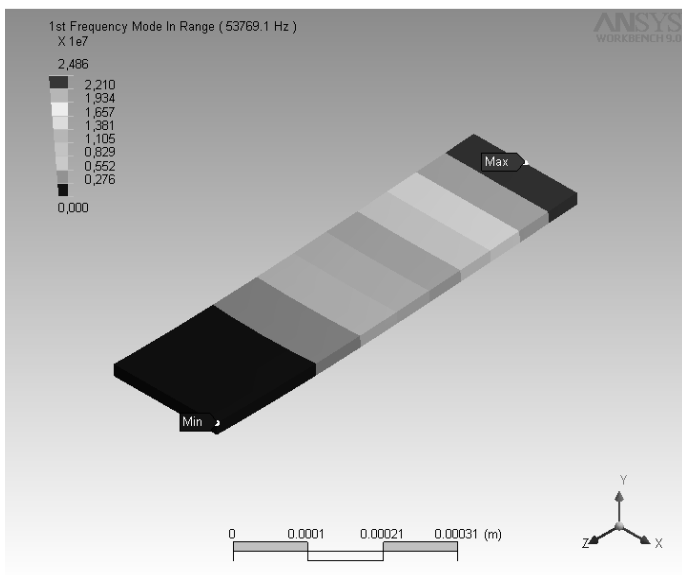 1st Frequency Mode In Range ( 53769.1 Hz )
X 1e7
2,486
2,210
1,934
1,657
1,381
1,105
0,829
0,552
0,276
0,000
ANSYS
WORKBENCH 9.0
Max
Min
0 0.0001 0.00021 0.00031 (m)
Y
Z X